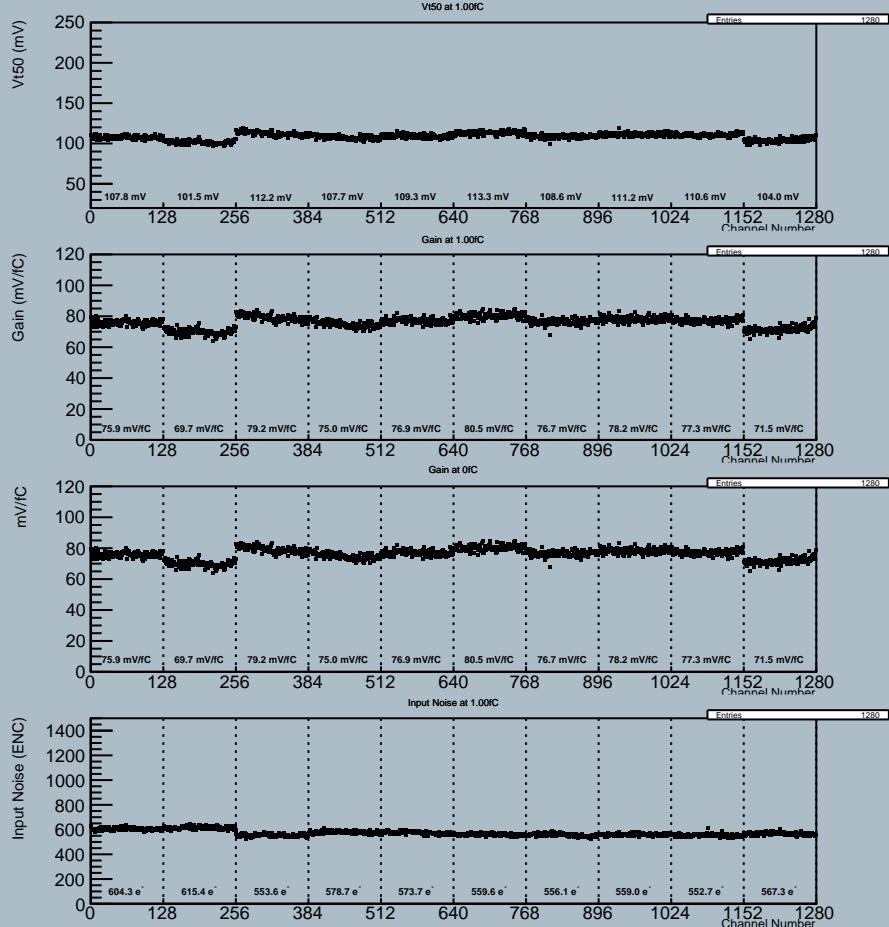 Vt50 at 1.00fC
Entries 1280
Vt50 (mV)
250
200
150
100
50
107.8 mV 101.5 mV 112.2 mV 107.7 mV 109.3 mV 113.3 mV 108.6 mV 111.2 mV 110.6 mV 104.0 mV
0 128 256 384 512 640 768 896 1024 1152 1280
Channel Number
Gain at 1.00fC
Entries 1280
Gain (mV/fC)
120
100
80
60
40
20
0
75.9 mV/fC 69.7 mV/fC 79.2 mV/fC 75.0 mV/fC 76.9 mV/fC 80.5 mV/fC 76.7 mV/fC 78.2 mV/fC 77.3 mV/fC 71.5 mV/fC
0 128 256 384 512 640 768 896 1024 1152 1280
Channel Number
Gain at 0fC
Entries 1280
mV/fC
120
100
80
60
40
20
0
75.9 mV/fC 69.7 mV/fC 79.2 mV/fC 75.0 mV/fC 76.9 mV/fC 80.5 mV/fC 76.7 mV/fC 78.2 mV/fC 77.3 mV/fC 71.5 mV/fC
0 128 256 384 512 640 768 896 1024 1152 1280
Channel Number
Input Noise at 1.00fC
Entries 1280
Input Noise (ENC)
1400
1200
1000
800
600
400
200
0
604.3 e⁻ 615.4 e⁻ 553.6 e⁻ 578.7 e⁻ 573.7 e⁻ 559.6 e⁻ 556.1 e⁻ 559.0 e⁻ 552.7 e⁻ 567.3 e⁻
0 128 256 384 512 640 768 896 1024 1152 1280
Channel Number